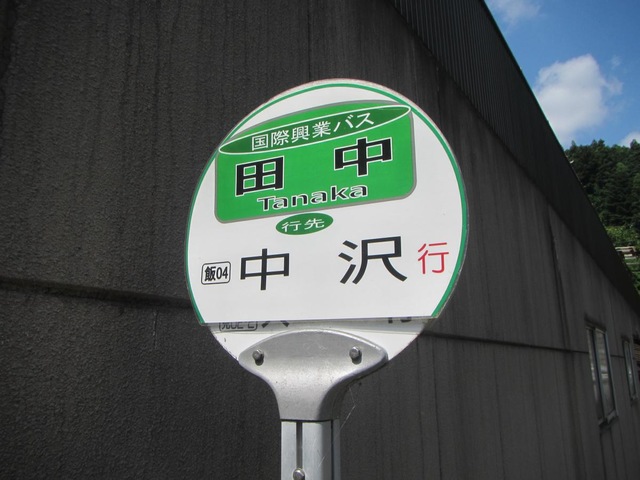 国際興業バス
田中
Tanaka
行先
飯04 中沢 行